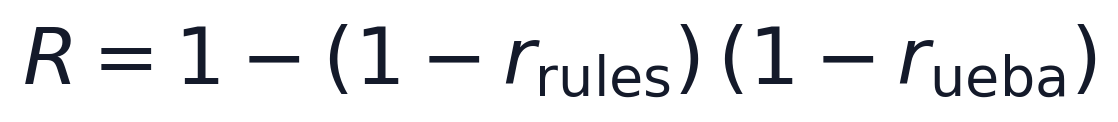 R = 1 − (1 − r_rules) (1 − r_ueba)